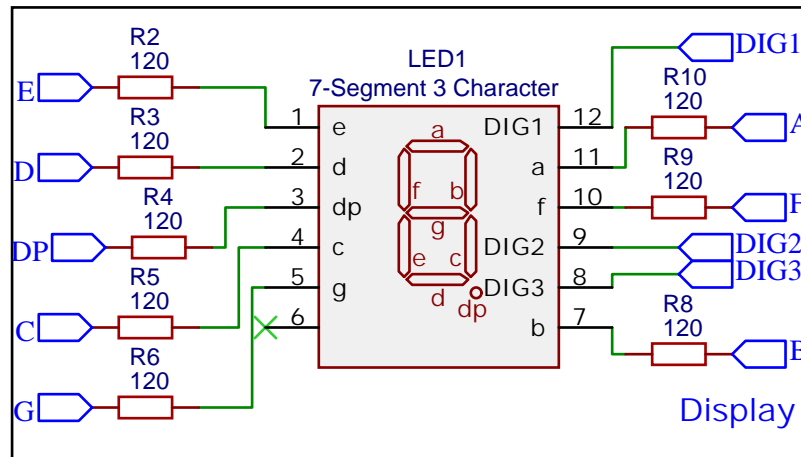 LED1
7-Segment 3 Character
R2
120
E
R3
120
D
R4
120
DP
R5
120
C
R6
120
G
1
e
2
d
3
dp
4
c
5
g
6
a
f
b
g
e
c
d
dp
DIG1
12
a
11
f
10
DIG2
9
DIG3
8
b
7
DIG1
R10
120
A
R9
120
F
DIG2
DIG3
R8
120
B
Display